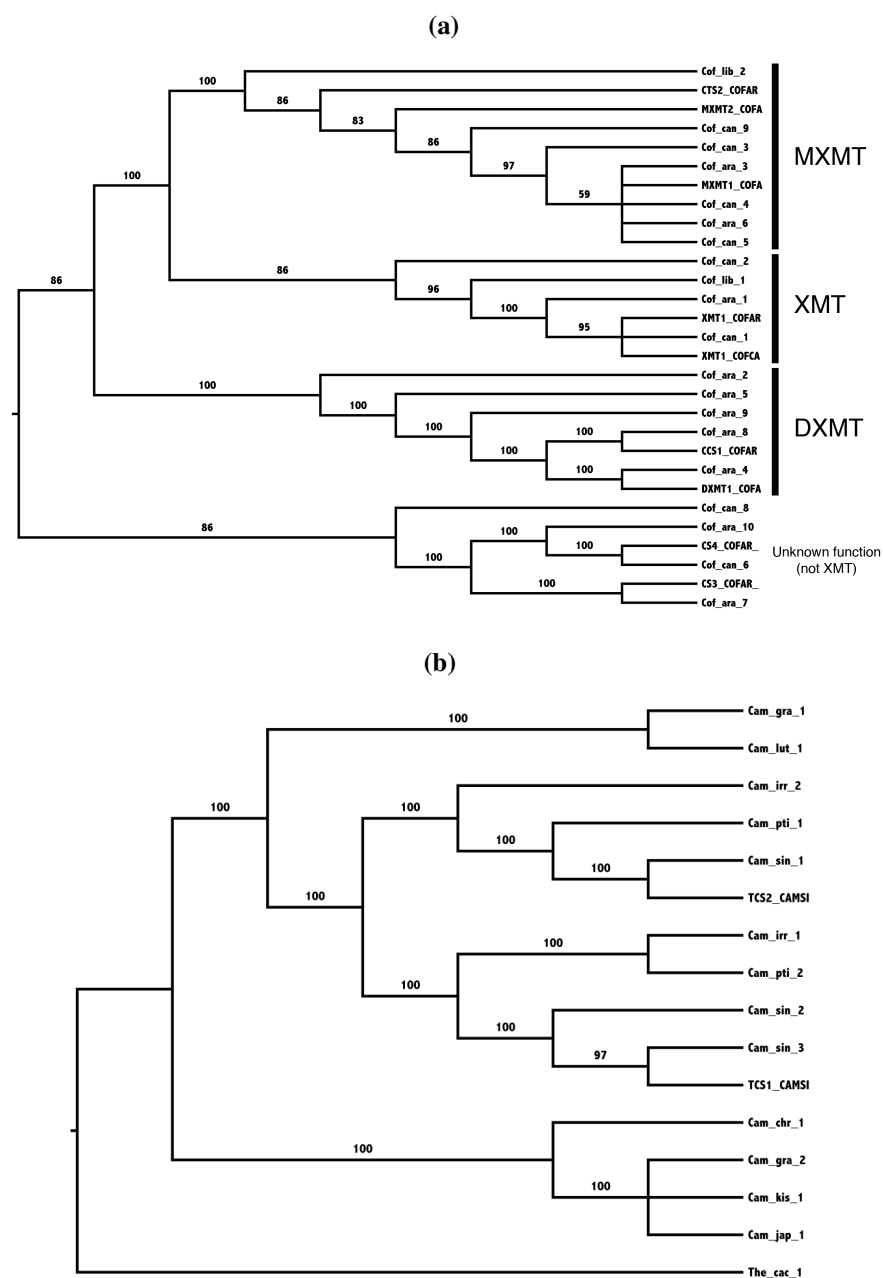 (a)
100
Cof_lib_2
86
CTS2_COFAR
83
MXMT2_COFA
86
Cof_can_9
97
Cof_can_3
59
Cof_ara_3
MXMT1_COFA
Cof_can_4
Cof_ara_6
Cof_can_5
MXMT
100
86
Cof_can_2
96
Cof_lib_1
100
Cof_ara_1
95
XMT1_COFAR
Cof_can_1
XMT1_COFCA
XMT
86
100
Cof_ara_2
100
Cof_ara_5
100
Cof_ara_9
100
100
Cof_ara_8
CCS1_COFAR
100
Cof_ara_4
DXMT1_COFA
DXMT
86
Cof_can_8
100
100
Cof_ara_10
100
CS4_COFAR_
Cof_can_6
100
CS3_COFAR_
Cof_ara_7
Unknown function
(not XMT)
(b)
100
Cam_gra_1
Cam_lut_1
100
100
100
Cam_irr_2
100
Cam_pti_1
100
Cam_sin_1
TCS2_CAMSI
100
100
Cam_irr_1
Cam_pti_2
100
Cam_sin_2
97
Cam_sin_3
TCS1_CAMSI
100
Cam_chr_1
100
Cam_gra_2
Cam_kis_1
Cam_jap_1
The_cac_1